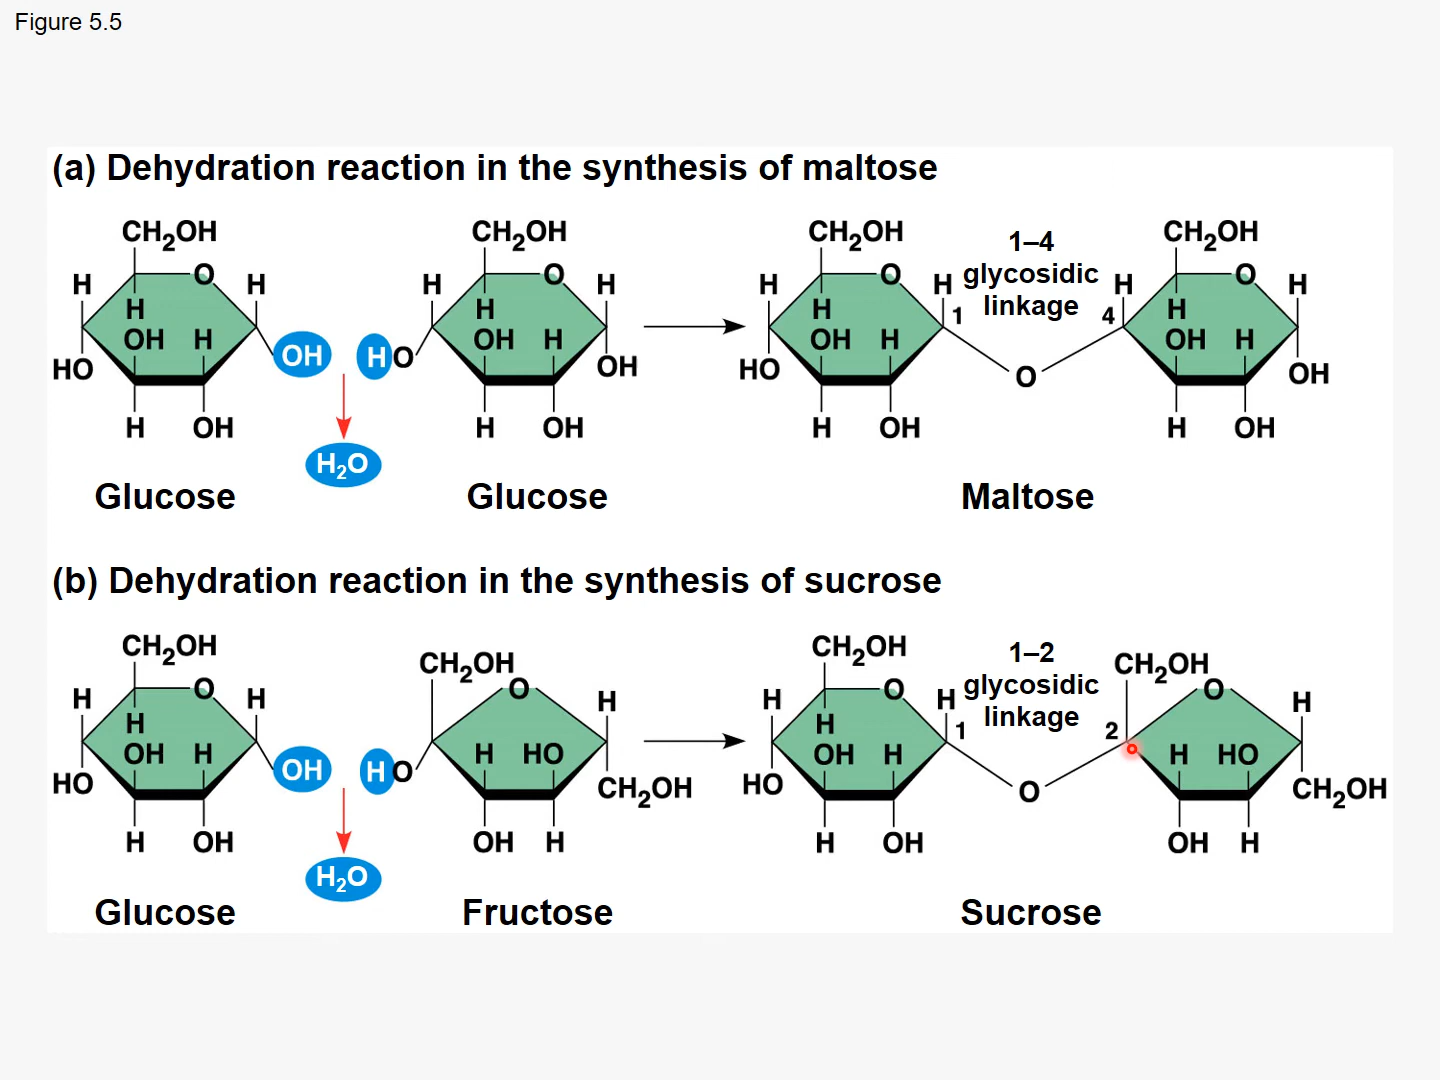 Figure 5.5
(a) Dehydration reaction in the synthesis of maltose
CH2OH CH2OH CH2OH 1–4 CH2OH
H O H H O H H O H glycosidic H O H
H H H 1 linkage 4 H
OH H OH H OH H OH H
HO OH HO OH HO O OH
H OH H OH H OH H OH
H2O
Glucose Glucose Maltose
(b) Dehydration reaction in the synthesis of sucrose
CH2OH CH2OH CH2OH 1–2 CH2OH
H O H O H H O H glycosidic O H
H H 1 linkage 2
OH H H HO OH H H HO
HO OH HO CH2OH HO O CH2OH
H OH OH H H OH OH H
H2O
Glucose Fructose Sucrose